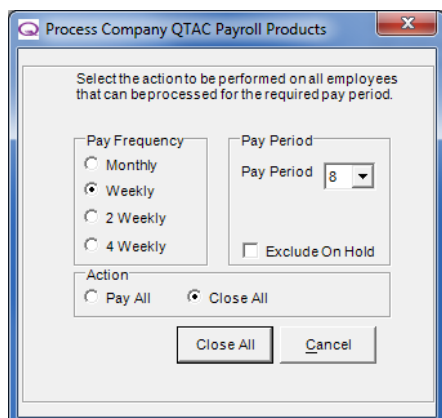 Process Company QTAC Payroll Products
Select the action to be performed on all employees
that can be processed for the required pay period.
Pay Frequency
Monthly
Weekly
2 Weekly
4 Weekly
Pay Period
Pay Period 8
Exclude On Hold
Action
Pay All Close All
Close All Cancel